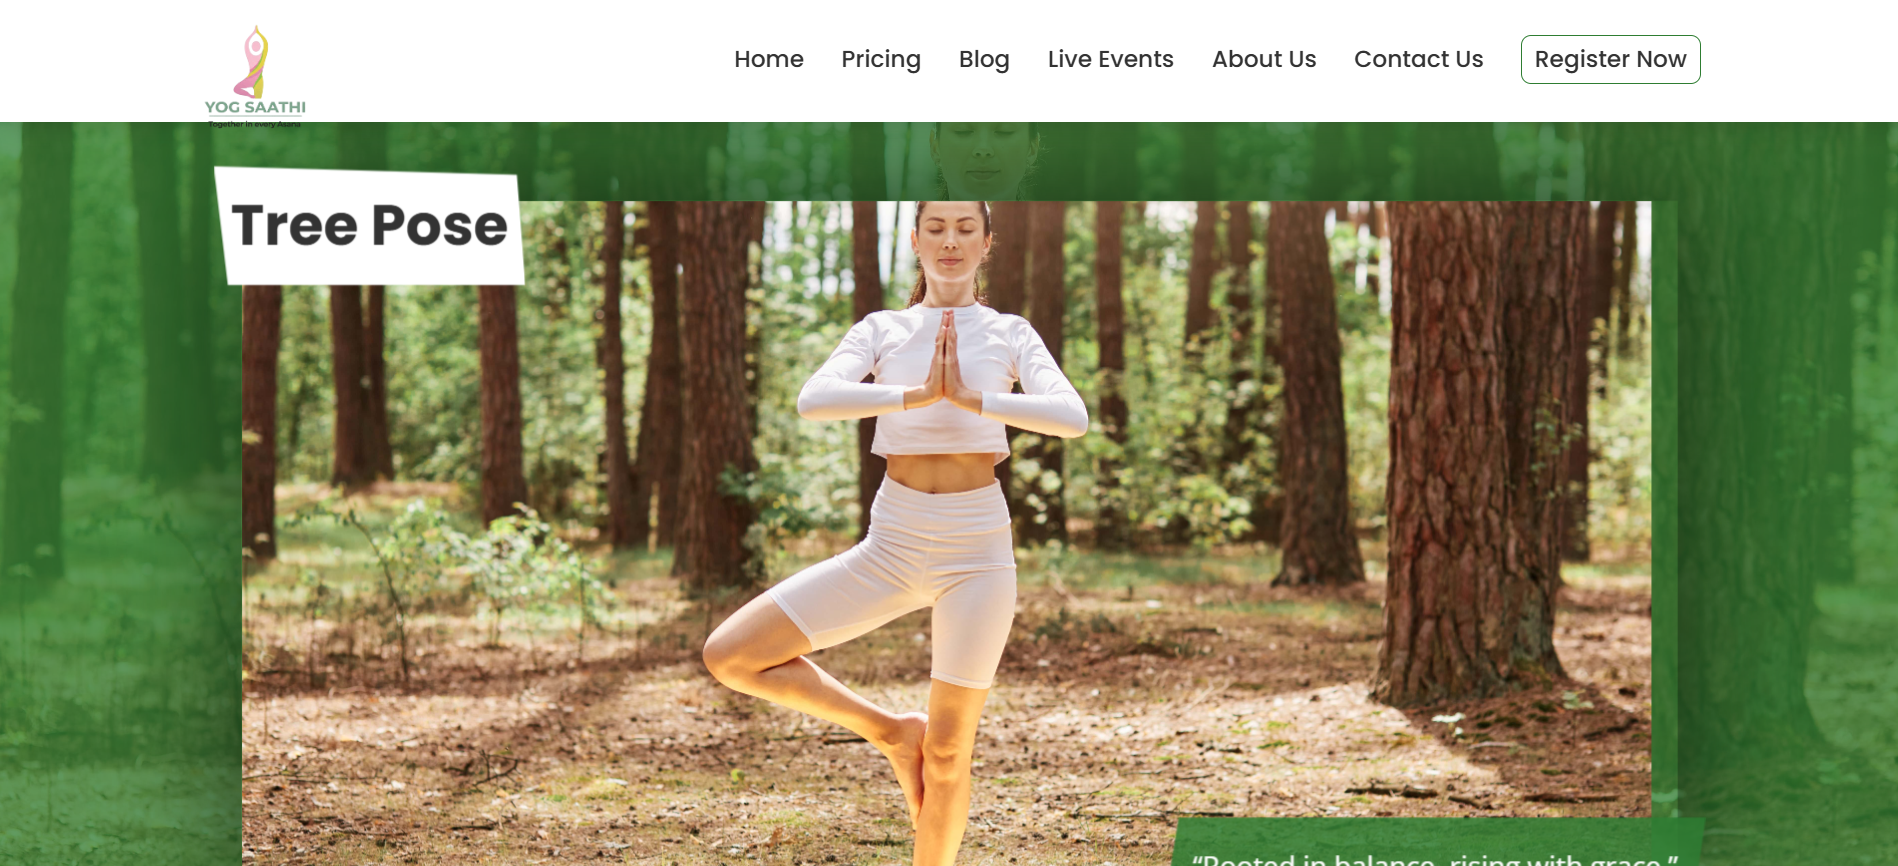 YOG SAATHI
Together in every Asana
Home Pricing Blog Live Events About Us Contact Us Register Now
Tree Pose
“Rooted in balance, rising with grace.”